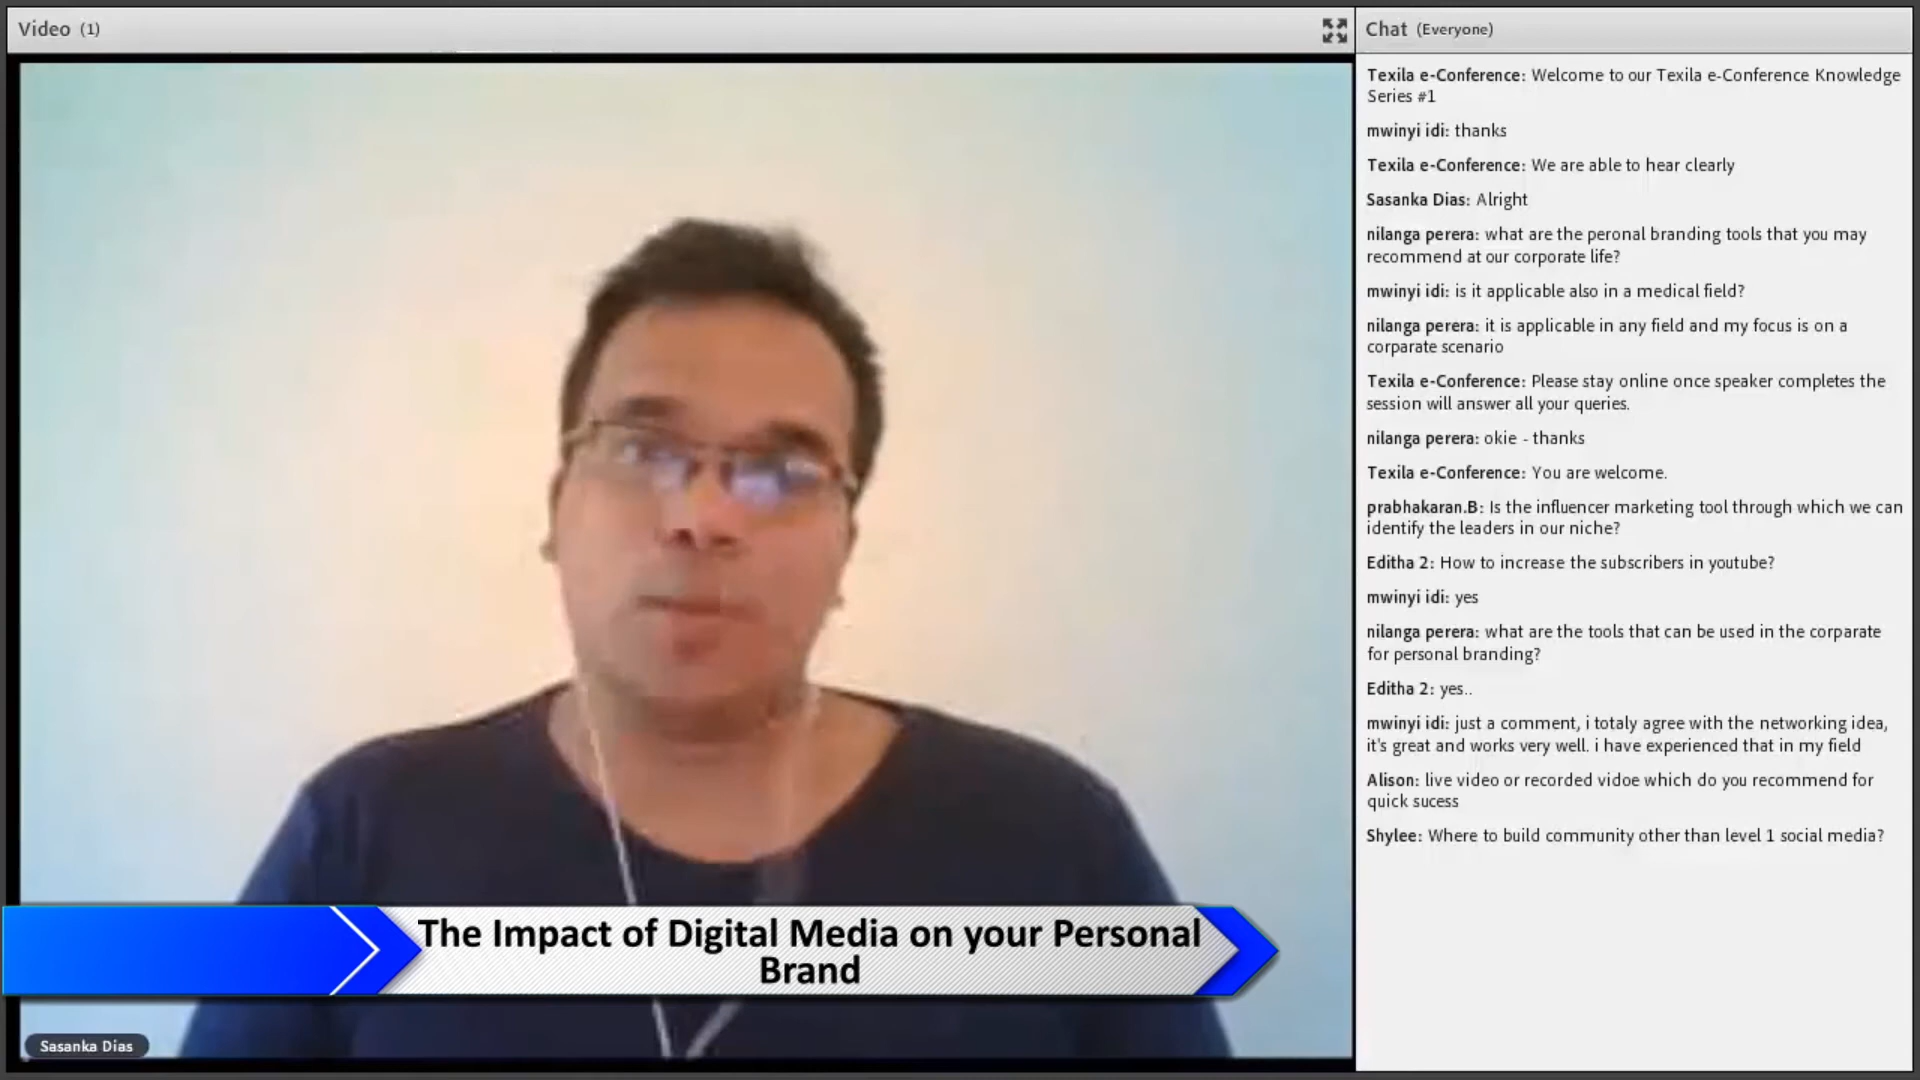 Video (1)
Chat (Everyone)
Texila e-Conference: Welcome to our Texila e-Conference Knowledge
Series #1
mwinyi idi: thanks
Texila e-Conference: We are able to hear clearly
Sasanka Dias: Alright
nilanga perera: what are the peronal branding tools that you may
recommend at our corporate life?
mwinyi idi: is it applicable also in a medical field?
nilanga perera: it is applicable in any field and my focus is on a
corparate scenario
Texila e-Conference: Please stay online once speaker completes the
session will answer all your queries.
nilanga perera: okie - thanks
Texila e-Conference: You are welcome.
prabhakaran.B: Is the influencer marketing tool through which we can
identify the leaders in our niche?
Editha 2: How to increase the subscribers in youtube?
mwinyi idi: yes
nilanga perera: what are the tools that can be used in the corparate
for personal branding?
Editha 2: yes..
mwinyi idi: just a comment, i totaly agree with the networking idea,
it's great and works very well. i have experienced that in my field
Alison: live video or recorded vidoe which do you recommend for
quick sucess
Shylee: Where to build community other than level 1 social media?
The Impact of Digital Media on your Personal
Brand
Sasanka Dias